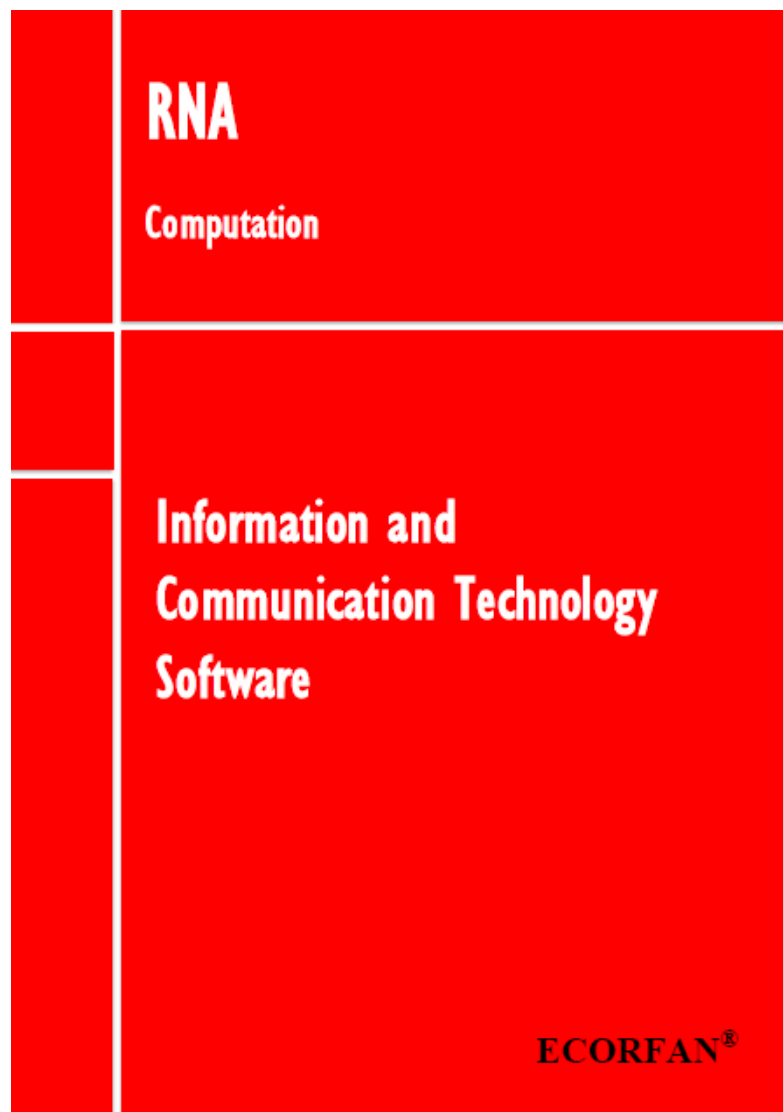 RNA
Computation
Information and
Communication Technology
Software
ECORFAN®